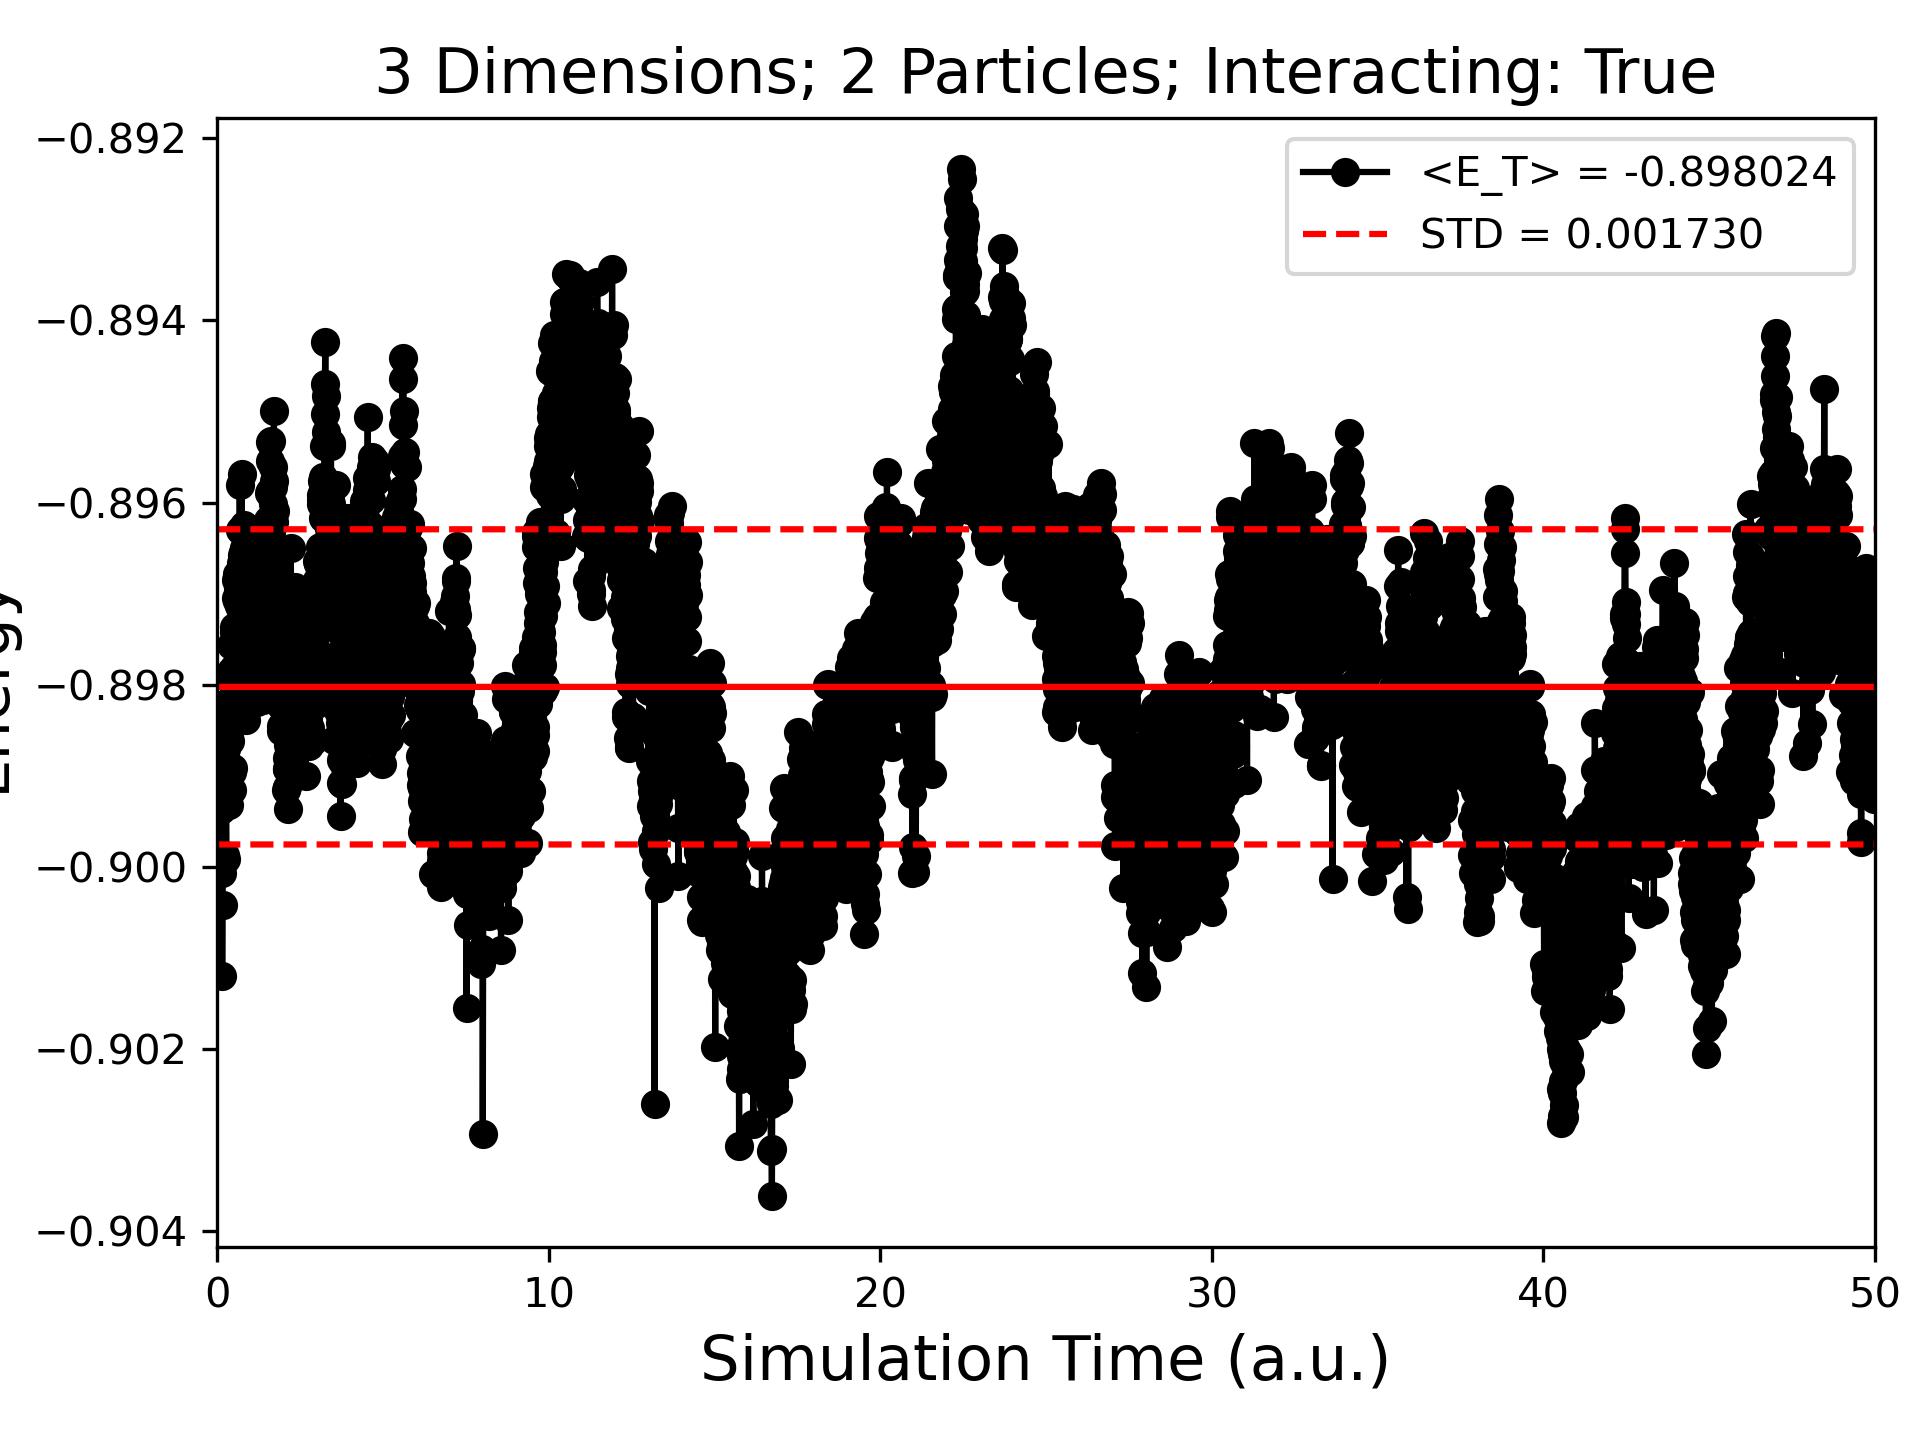 3 Dimensions; 2 Particles; Interacting: True
<E_T> = -0.898024
STD = 0.001730
−0.892
−0.894
−0.896
−0.898
−0.900
−0.902
−0.904
Energy
0 10 20 30 40 50
Simulation Time (a.u.)